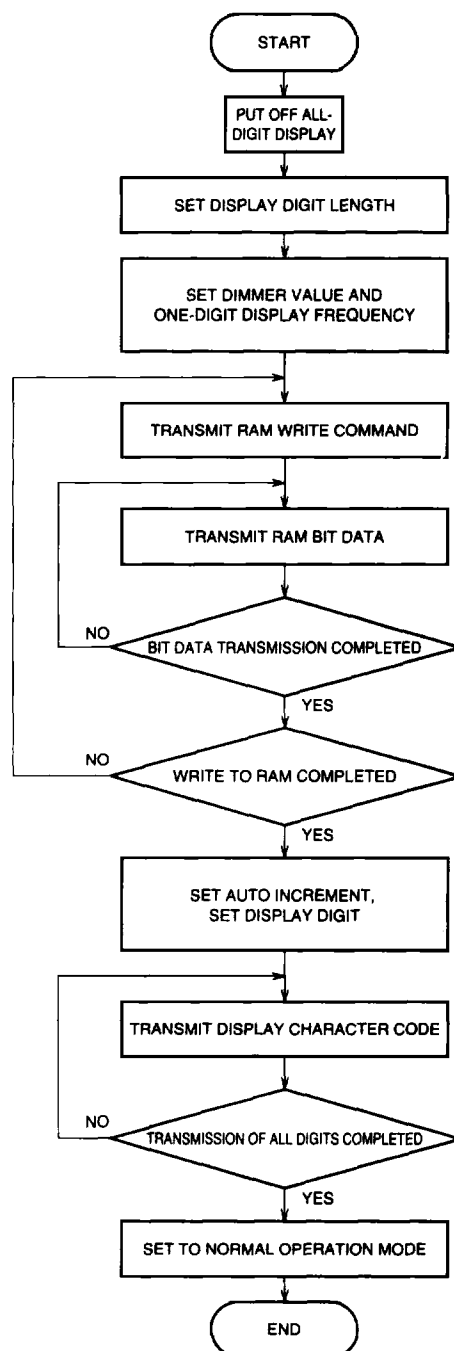 START
PUT OFF ALL-
DIGIT DISPLAY
SET DISPLAY DIGIT LENGTH
SET DIMMER VALUE AND
ONE-DIGIT DISPLAY FREQUENCY
TRANSMIT RAM WRITE COMMAND
TRANSMIT RAM BIT DATA
NO
BIT DATA TRANSMISSION COMPLETED
YES
NO
WRITE TO RAM COMPLETED
YES
SET AUTO INCREMENT,
SET DISPLAY DIGIT
TRANSMIT DISPLAY CHARACTER CODE
NO
TRANSMISSION OF ALL DIGITS COMPLETED
YES
SET TO NORMAL OPERATION MODE
END